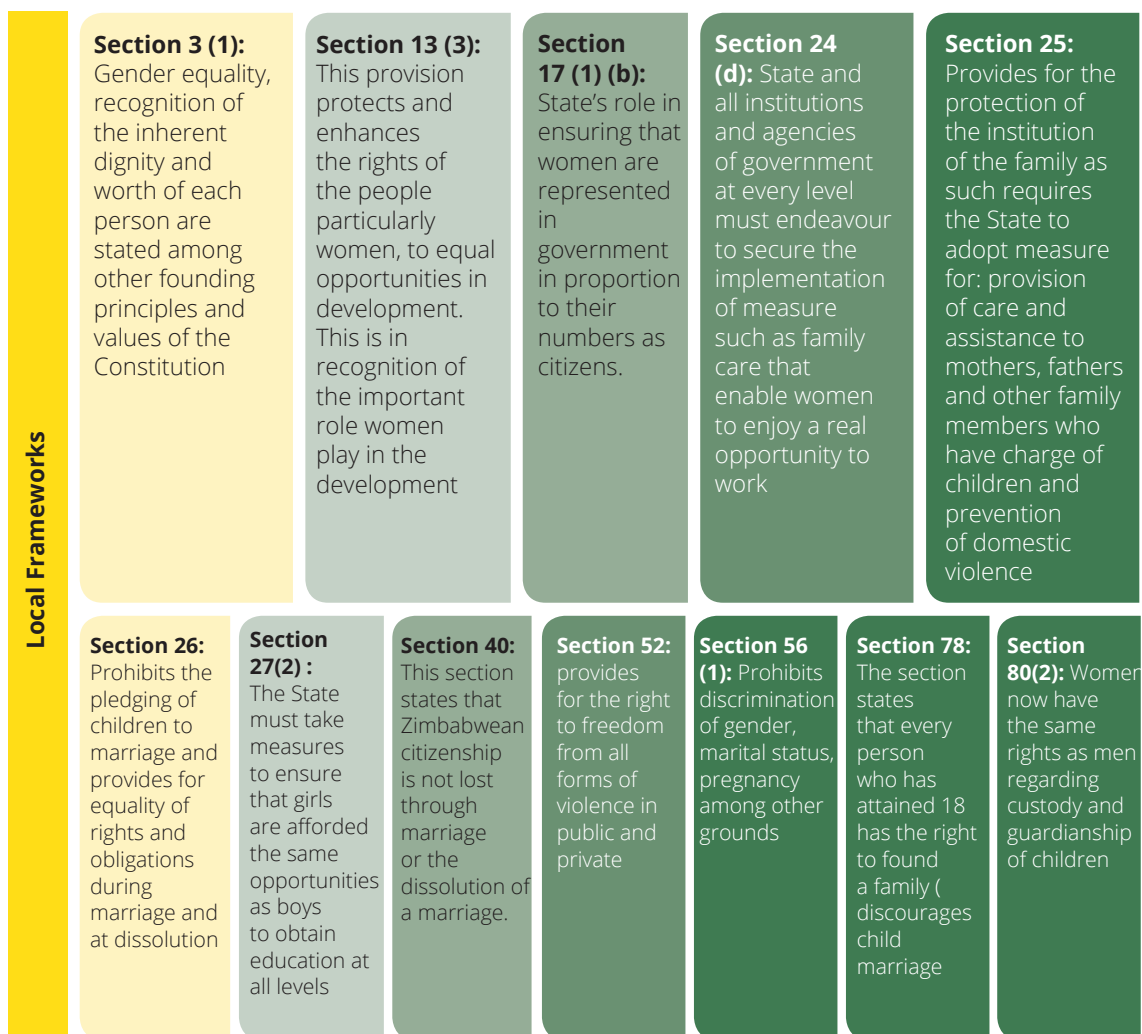 Local Frameworks
Section 3 (1):
Gender equality,
recognition of
the inherent
dignity and
worth of each
person are
stated among
other founding
principles and
values of the
Constitution
Section 13 (3):
This provision
protects and
enhances
the rights of
the people
particularly
women, to equal
opportunities in
development.
This is in
recognition of
the important
role women
play in the
development
Section
17 (1) (b):
State’s role in
ensuring that
women are
represented
in
government
in proportion
to their
numbers as
citizens.
Section 24
(d): State and
all institutions
and agencies
of government
at every level
must endeavour
to secure the
implementation
of measure
such as family
care that
enable women
to enjoy a real
opportunity to
work
Section 25:
Provides for the
protection of
the institution
of the family as
such requires
the State to
adopt measure
for: provision
of care and
assistance to
mothers, fathers
and other family
members who
have charge of
children and
prevention
of domestic
violence
Section 26:
Prohibits the
pledging of
children to
marriage and
provides for
equality of
rights and
obligations
during
marriage and
at dissolution
Section
27(2) :
The State
must take
measures
to ensure
that girls
are afforded
the same
opportunities
as boys
to obtain
education at
all levels
Section 40:
This section
states that
Zimbabwean
citizenship
is not lost
through
marriage
or the
dissolution of
a marriage.
Section 52:
provides
for the right
to freedom
from all
forms of
violence in
public and
private
Section 56
(1): Prohibits
discrimination
of gender,
marital status,
pregnancy
among other
grounds
Section 78:
The section
states
that every
person
who has
attained 18
has the right
to found
a family (
discourages
child
marriage
Section
80(2): Women
now have
the same
rights as men
regarding
custody and
guardianship
of children